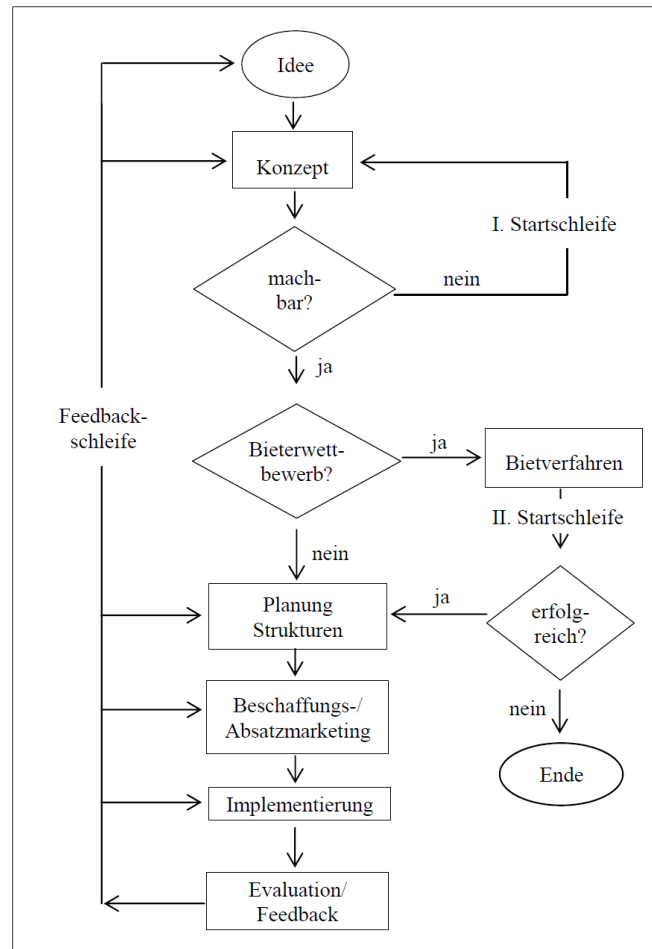 Idee
Konzept
I. Startschleife
mach-
bar?
nein
ja
Feedback-
schleife
Bieterwett-
bewerb?
ja
Bietverfahren
II. Startschleife
nein
Planung
Strukturen
ja
erfolg-
reich?
Beschaffungs-/
Absatzmarketing
nein
Ende
Implementierung
Evaluation/
Feedback